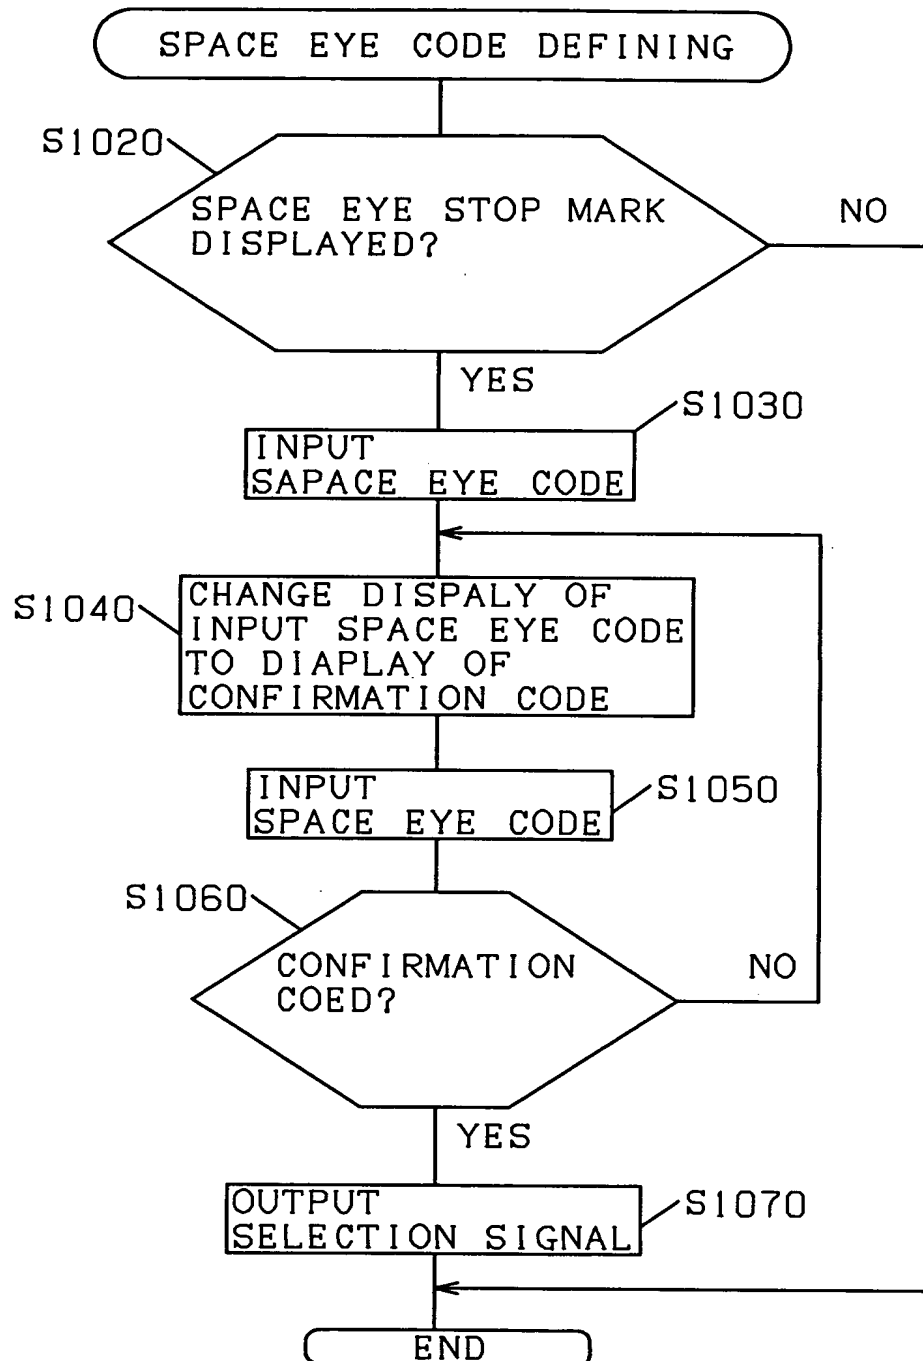 SPACE EYE CODE DEFINING
S1020
SPACE EYE STOP MARK
DISPLAYED?
NO
YES
S1030
INPUT
SAPACE EYE CODE
S1040
CHANGE DISPALY OF
INPUT SPACE EYE CODE
TO DIAPLAY OF
CONFIRMATION CODE
INPUT
SPACE EYE CODE
S1050
S1060
CONFIRMATION
COED?
NO
YES
OUTPUT
SELECTION SIGNAL
S1070
END